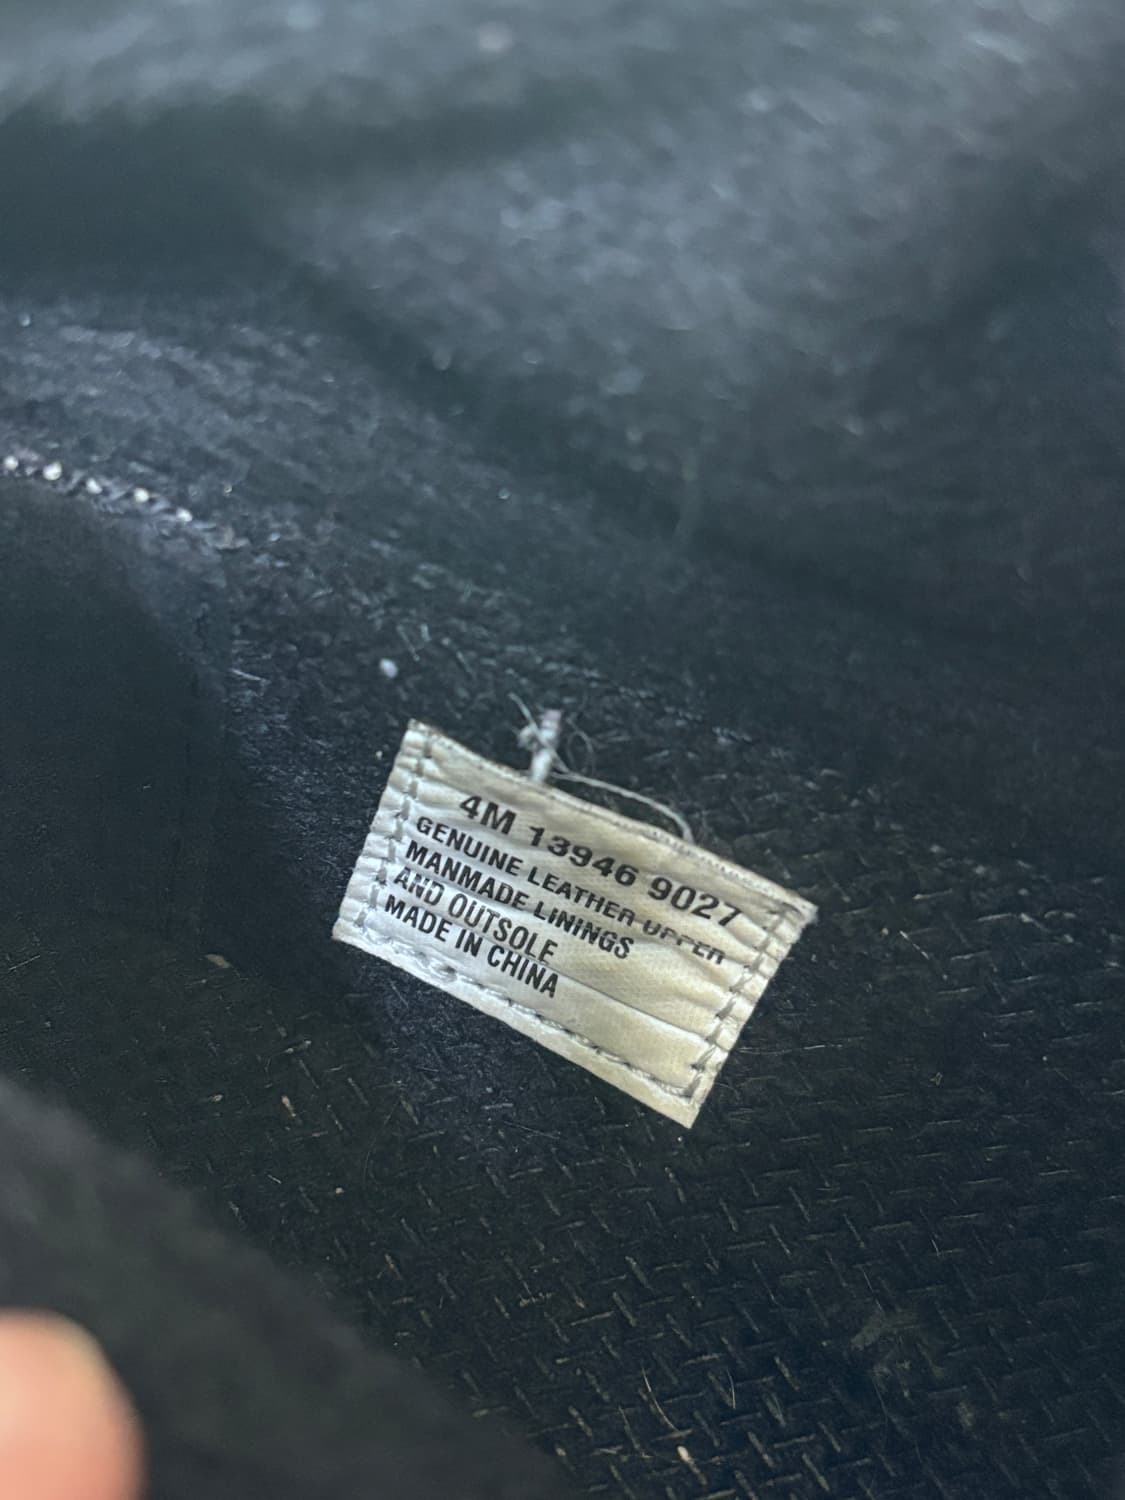 4M 13946 9027
GENUINE LEATHER UPPER
MANMADE LININGS
AND OUTSOLE
MADE IN CHINA